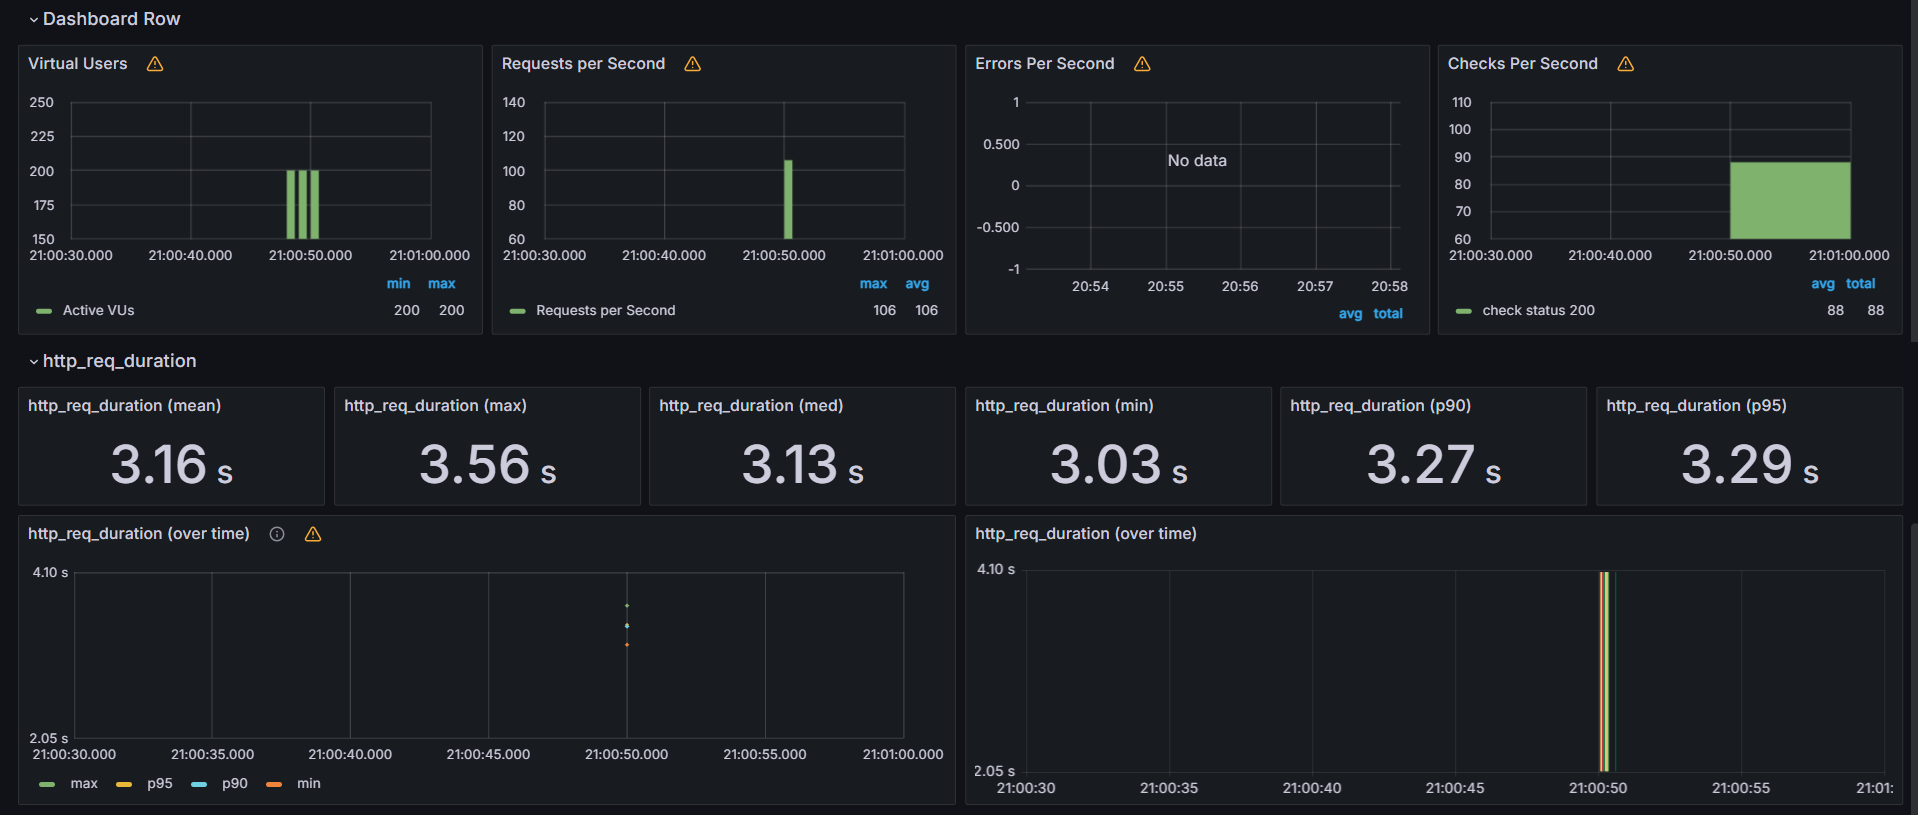 Dashboard Row
Virtual Users
250
225
200
175
150
21:00:30.000 21:00:40.000 21:00:50.000 21:01:00.000
min max
Active VUs 200 200
Requests per Second
140
120
100
80
60
21:00:30.000 21:00:40.000 21:00:50.000 21:01:00.000
max avg
Requests per Second 106 106
Errors Per Second
1
0.500
0
-0.500
-1
No data
20:54 20:55 20:56 20:57 20:58
avg total
Checks Per Second
110
100
90
80
70
60
21:00:30.000 21:00:40.000 21:00:50.000 21:01:00.000
avg total
check status 200 88 88
http_req_duration
http_req_duration (mean)
3.16 s
http_req_duration (max)
3.56 s
http_req_duration (med)
3.13 s
http_req_duration (min)
3.03 s
http_req_duration (p90)
3.27 s
http_req_duration (p95)
3.29 s
http_req_duration (over time)
4.10 s
2.05 s
21:00:30.000 21:00:35.000 21:00:40.000 21:00:45.000 21:00:50.000 21:00:55.000 21:01:00.000
max p95 p90 min
http_req_duration (over time)
4.10 s
2.05 s
21:00:30 21:00:35 21:00:40 21:00:45 21:00:50 21:00:55 21:01: